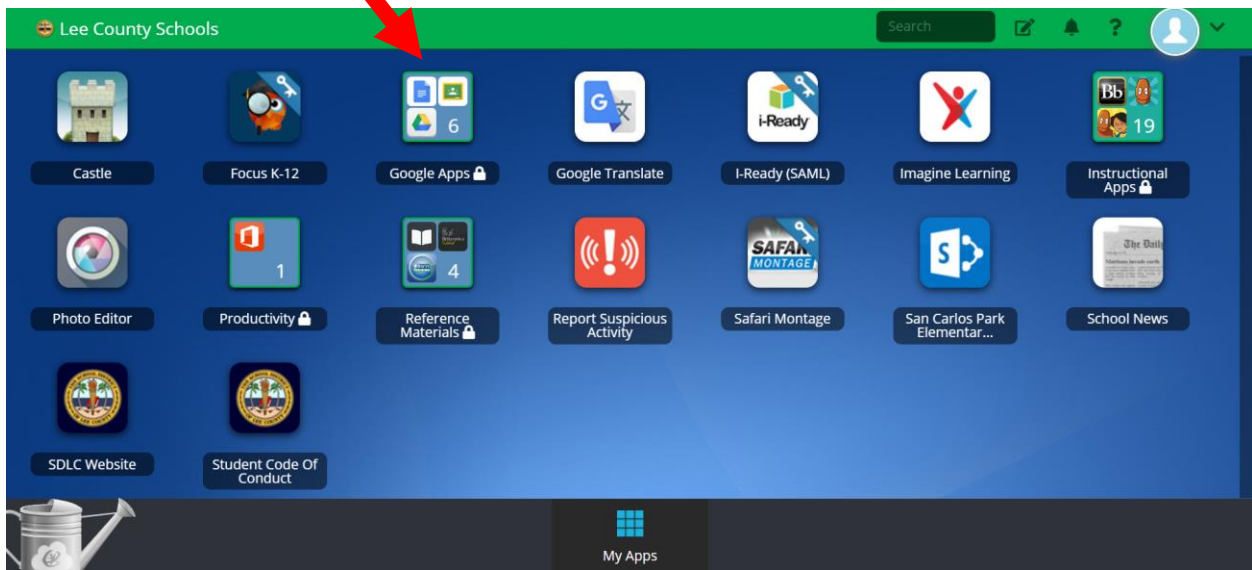 Lee County Schools
Search
?
6
G
i-Ready
Bb
19
Castle
Focus K-12
Google Apps
Google Translate
I-Ready (SAML)
Imagine Learning
Instructional
Apps
1
4
SAFARI
MONTAGE
S
The Daily
Photo Editor
Productivity
Reference
Materials
Report Suspicious
Activity
Safari Montage
San Carlos Park
Elementar...
School News
SDLC Website
Student Code Of
Conduct
My Apps